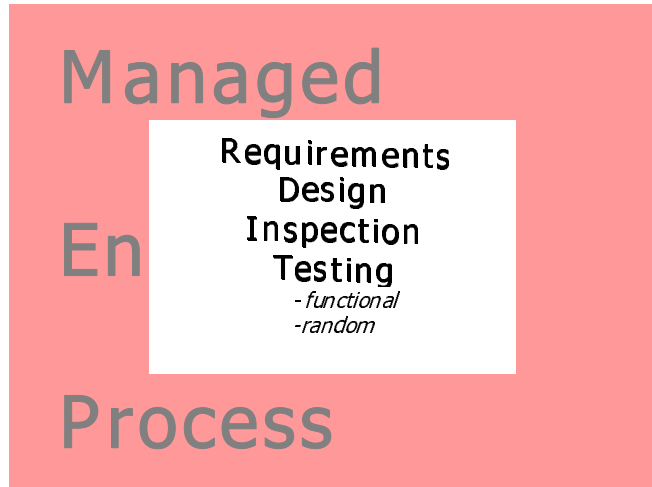 Managed
Requirements
Design
En
Inspection
Testing
- functional
-random
Process